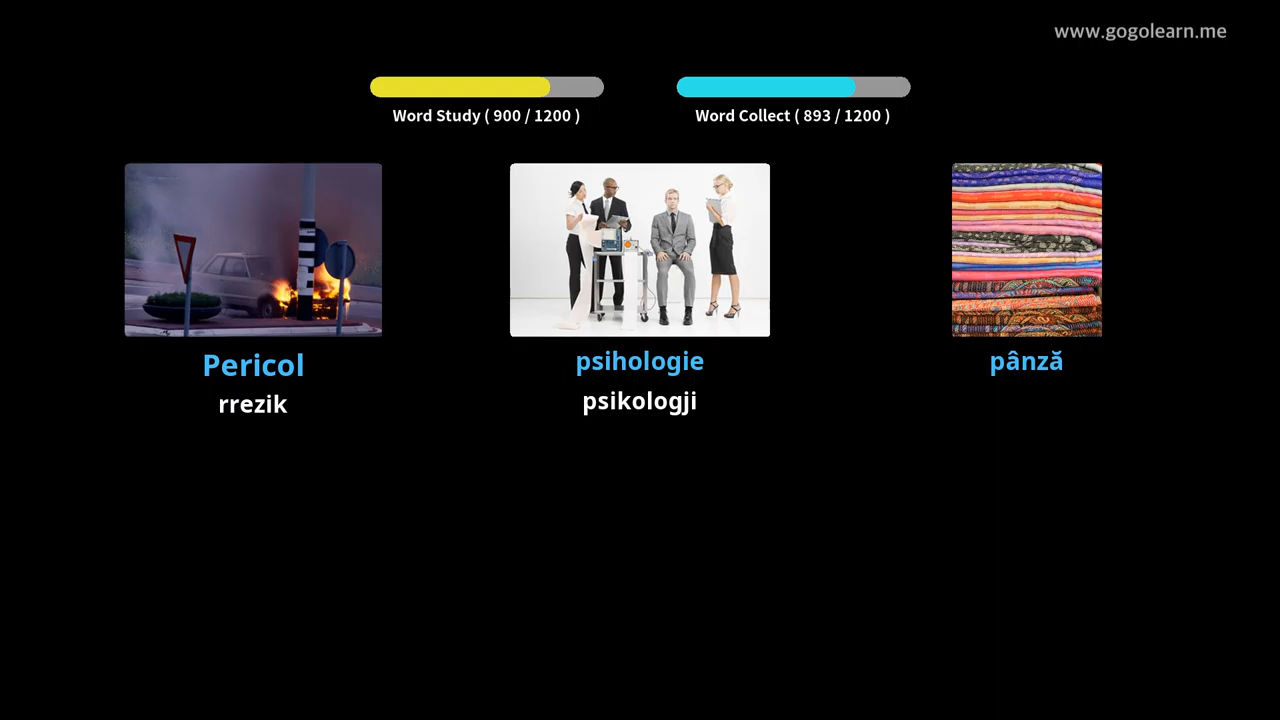 www.gogolearn.me
Word Study ( 900 / 1200 )
Word Collect ( 893 / 1200 )
Pericol
psihologie
pânză
rrezik
psikologji